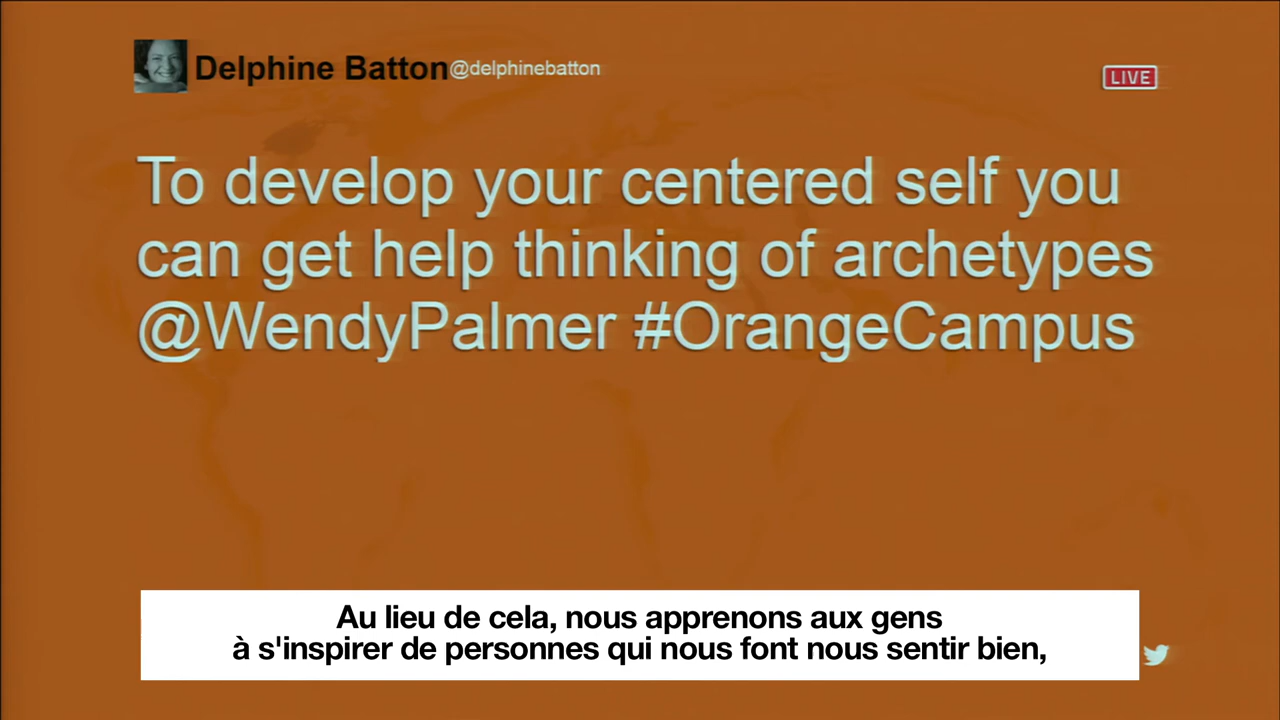 Delphine Batton@delphinebatton
LIVE
To develop your centered self you
can get help thinking of archetypes
@WendyPalmer #OrangeCampus
Au lieu de cela, nous apprenons aux gens
à s'inspirer de personnes qui nous font nous sentir bien,